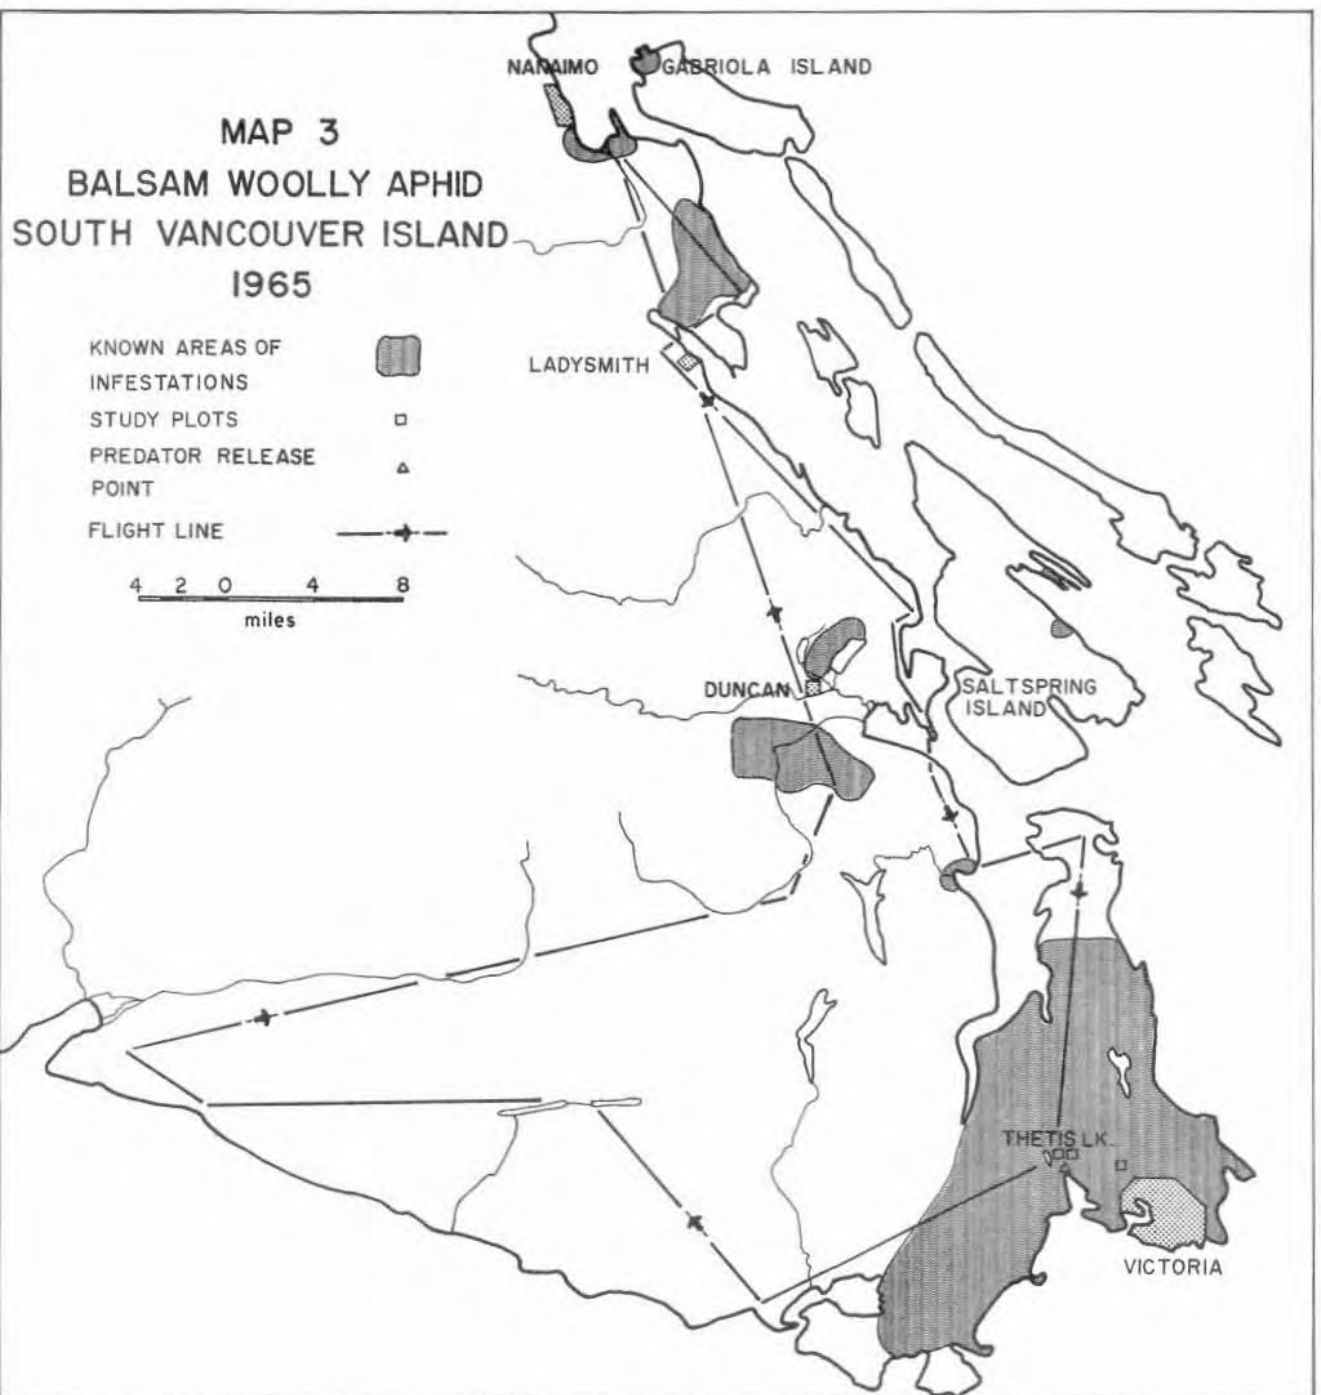 NANAIMO
GABRIOLA ISLAND
MAP 3
BALSAM WOOLLY APHID
SOUTH VANCOUVER ISLAND
1965
KNOWN AREAS OF
INFESTATIONS
LADYSMITH
STUDY PLOTS
PREDATOR RELEASE
POINT
FLIGHT LINE
4 2 0 4 8
miles
DUNCAN
SALTSPRING
ISLAND
THETIS LK.
VICTORIA